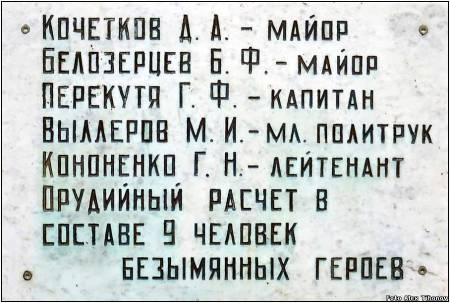 Кочетков Д. А. – майор
Белозерцев Б. Ф. – майор
Перекутя Г. Ф. – капитан
Выллеров М. И. – мл. политрук
Кононенко Г. Н. – лейтенант
Орудийный расчет в
составе 9 человек
безымянных героев
Foto Alex Tihonov